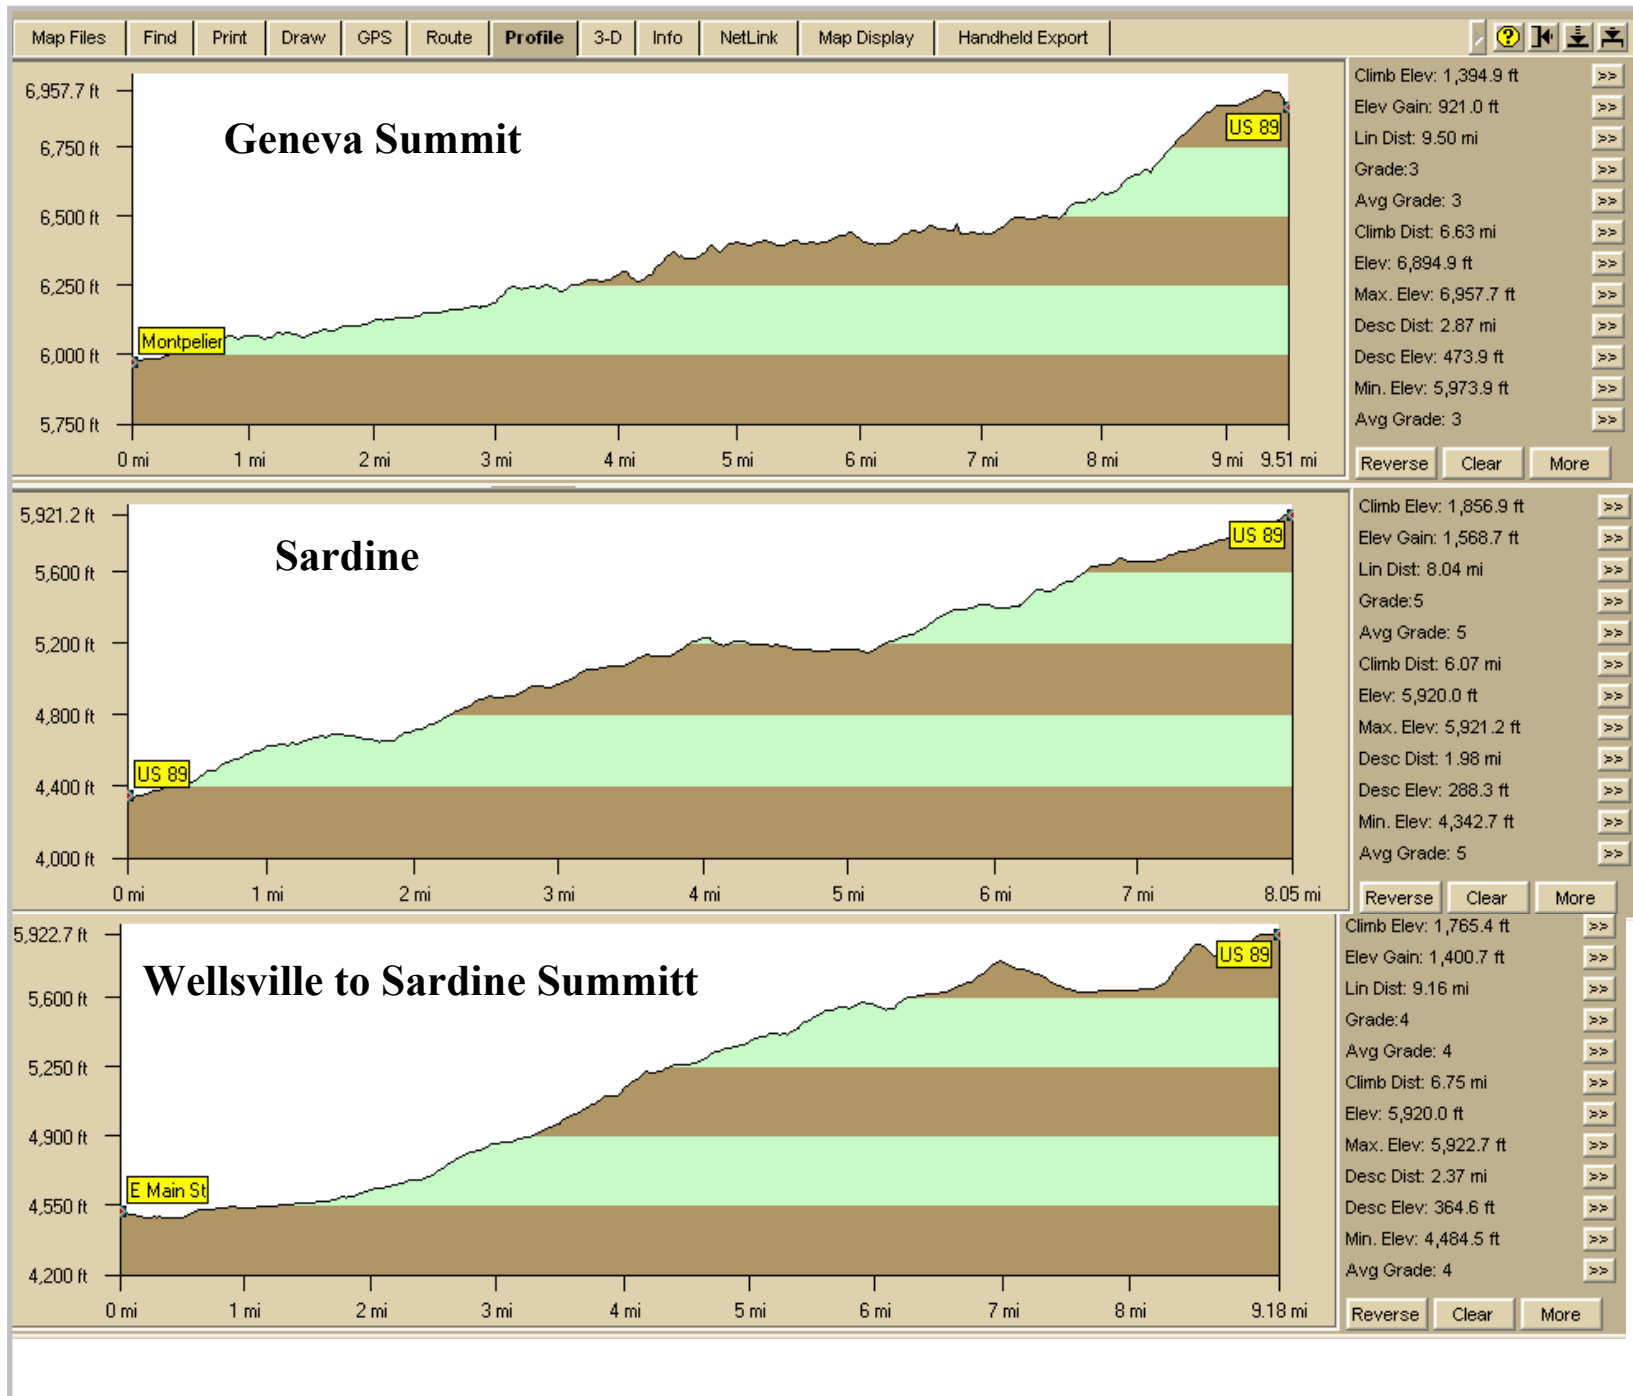 Map Files Find Print Draw GPS Route Profile 3-D Info NetLink Map Display Handheld Export ?
6,957.7 ft
6,750 ft
6,500 ft
6,250 ft
6,000 ft
5,750 ft
Geneva Summit
US 89
Montpelier
0 mi 1 mi 2 mi 3 mi 4 mi 5 mi 6 mi 7 mi 8 mi 9 mi 9.51 mi
Climb Elev: 1,394.9 ft >>
Elev Gain: 921.0 ft >>
Lin Dist: 9.50 mi >>
Grade:3 >>
Avg Grade: 3 >>
Climb Dist: 6.63 mi >>
Elev: 6,894.9 ft >>
Max. Elev: 6,957.7 ft >>
Desc Dist: 2.87 mi >>
Desc Elev: 473.9 ft >>
Min. Elev: 5,973.9 ft >>
Avg Grade: 3 >>
Reverse Clear More
5,921.2 ft
5,600 ft
5,200 ft
4,800 ft
4,400 ft
4,000 ft
Sardine
US 89
US 89
0 mi 1 mi 2 mi 3 mi 4 mi 5 mi 6 mi 7 mi 8.05 mi
Climb Elev: 1,856.9 ft >>
Elev Gain: 1,568.7 ft >>
Lin Dist: 8.04 mi >>
Grade:5 >>
Avg Grade: 5 >>
Climb Dist: 6.07 mi >>
Elev: 5,920.0 ft >>
Max. Elev: 5,921.2 ft >>
Desc Dist: 1.98 mi >>
Desc Elev: 288.3 ft >>
Min. Elev: 4,342.7 ft >>
Avg Grade: 5 >>
Reverse Clear More
5,922.7 ft
5,600 ft
5,250 ft
4,900 ft
4,550 ft
4,200 ft
Wellsville to Sardine Summitt
US 89
E Main St
0 mi 1 mi 2 mi 3 mi 4 mi 5 mi 6 mi 7 mi 8 mi 9.18 mi
Climb Elev: 1,765.4 ft >>
Elev Gain: 1,400.7 ft >>
Lin Dist: 9.16 mi >>
Grade:4 >>
Avg Grade: 4 >>
Climb Dist: 6.75 mi >>
Elev: 5,920.0 ft >>
Max. Elev: 5,922.7 ft >>
Desc Dist: 2.37 mi >>
Desc Elev: 364.6 ft >>
Min. Elev: 4,484.5 ft >>
Avg Grade: 4 >>
Reverse Clear More